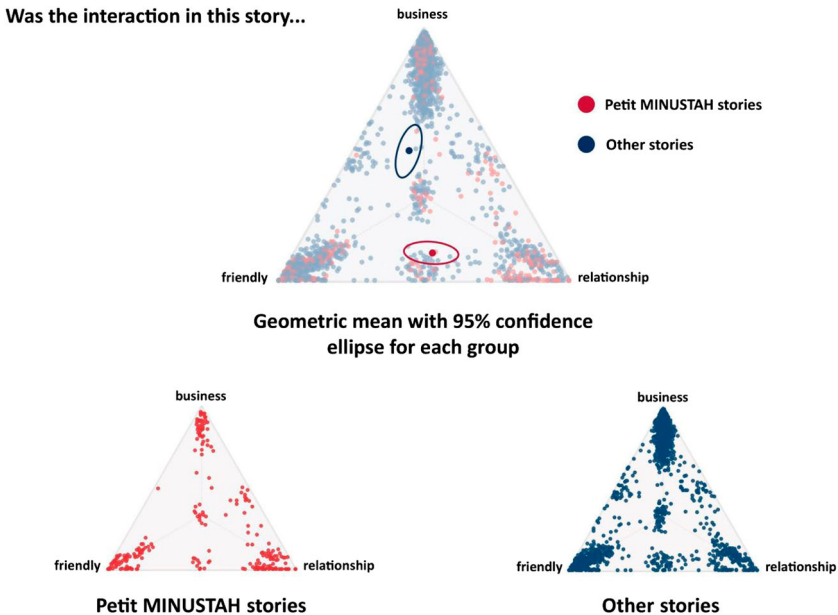 Was the interaction in this story...
business
Petit MINUSTAH stories
Other stories
friendly
relationship
Geometric mean with 95% confidence
ellipse for each group
business
business
friendly
relationship
friendly
relationship
Petit MINUSTAH stories
Other stories